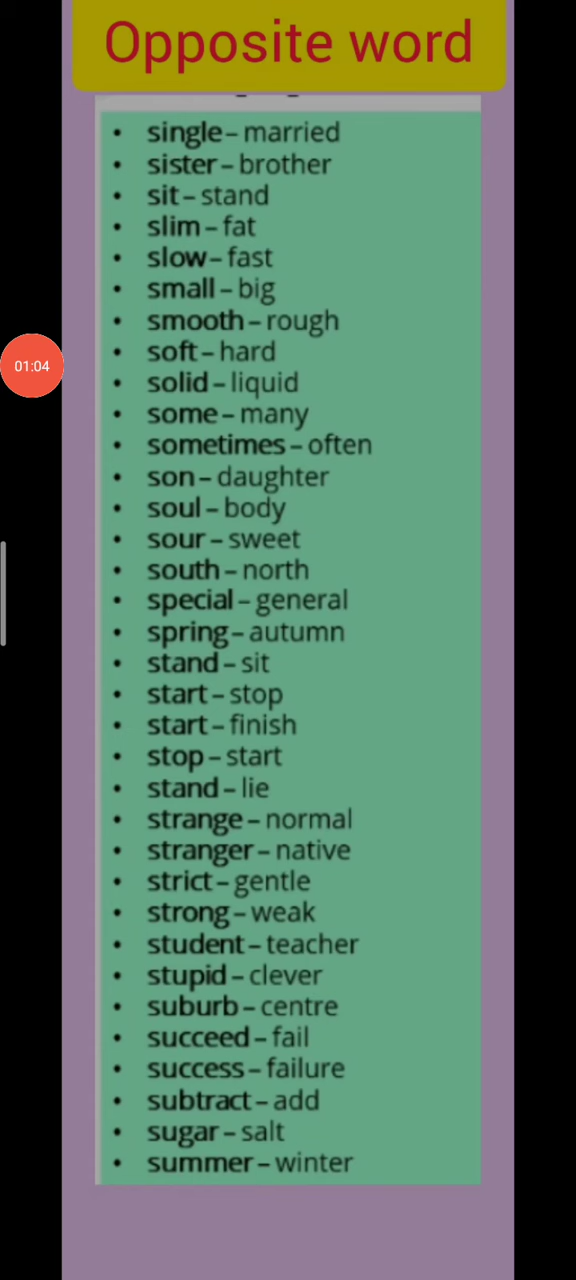 Opposite word
• single – married
• sister – brother
• sit – stand
• slim – fat
• slow – fast
• small – big
• smooth – rough
• soft – hard
01:04
• solid – liquid
• some – many
• sometimes – often
• son – daughter
• soul – body
• sour – sweet
• south – north
• special – general
• spring – autumn
• stand – sit
• start – stop
• start – finish
• stop – start
• stand – lie
• strange – normal
• stranger – native
• strict – gentle
• strong – weak
• student – teacher
• stupid – clever
• suburb – centre
• succeed – fail
• success – failure
• subtract – add
• sugar – salt
• summer – winter